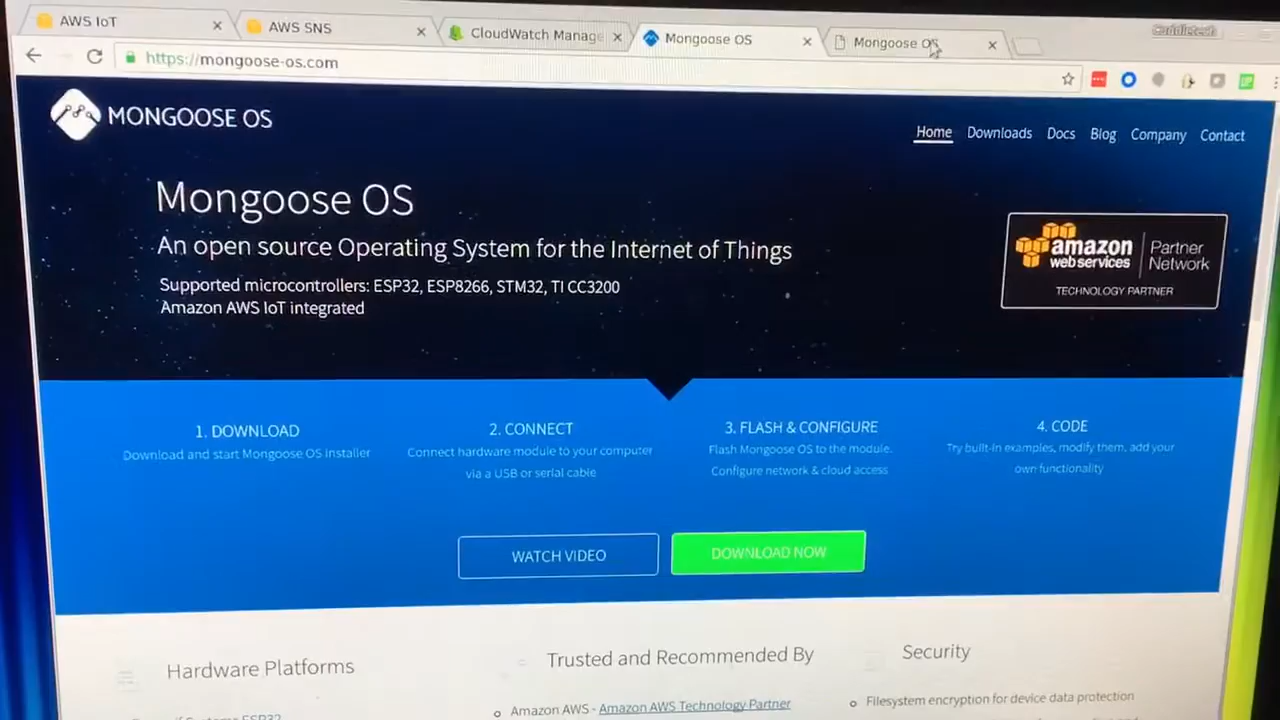 AWS IoT
AWS SNS
CloudWatch Manage
Mongoose OS
Mongoose OS
https://mongoose-os.com
MONGOOSE OS
Home Downloads Docs Blog Company Contact
Mongoose OS
An open source Operating System for the Internet of Things
Supported microcontrollers: ESP32, ESP8266, STM32, TI CC3200
Amazon AWS IoT integrated
amazon
webservices
Partner
Network
TECHNOLOGY PARTNER
1. DOWNLOAD
Download and start Mongoose OS installer
2. CONNECT
Connect hardware module to your computer
via a USB or serial cable
3. FLASH & CONFIGURE
Flash Mongoose OS to the module.
Configure network & cloud access
4. CODE
Try built-in examples, modify them, add your
own functionality
WATCH VIDEO
DOWNLOAD NOW
Hardware Platforms
Trusted and Recommended By
Amazon AWS - Amazon AWS Technology Partner
Security
Filesystem encryption for device data protection